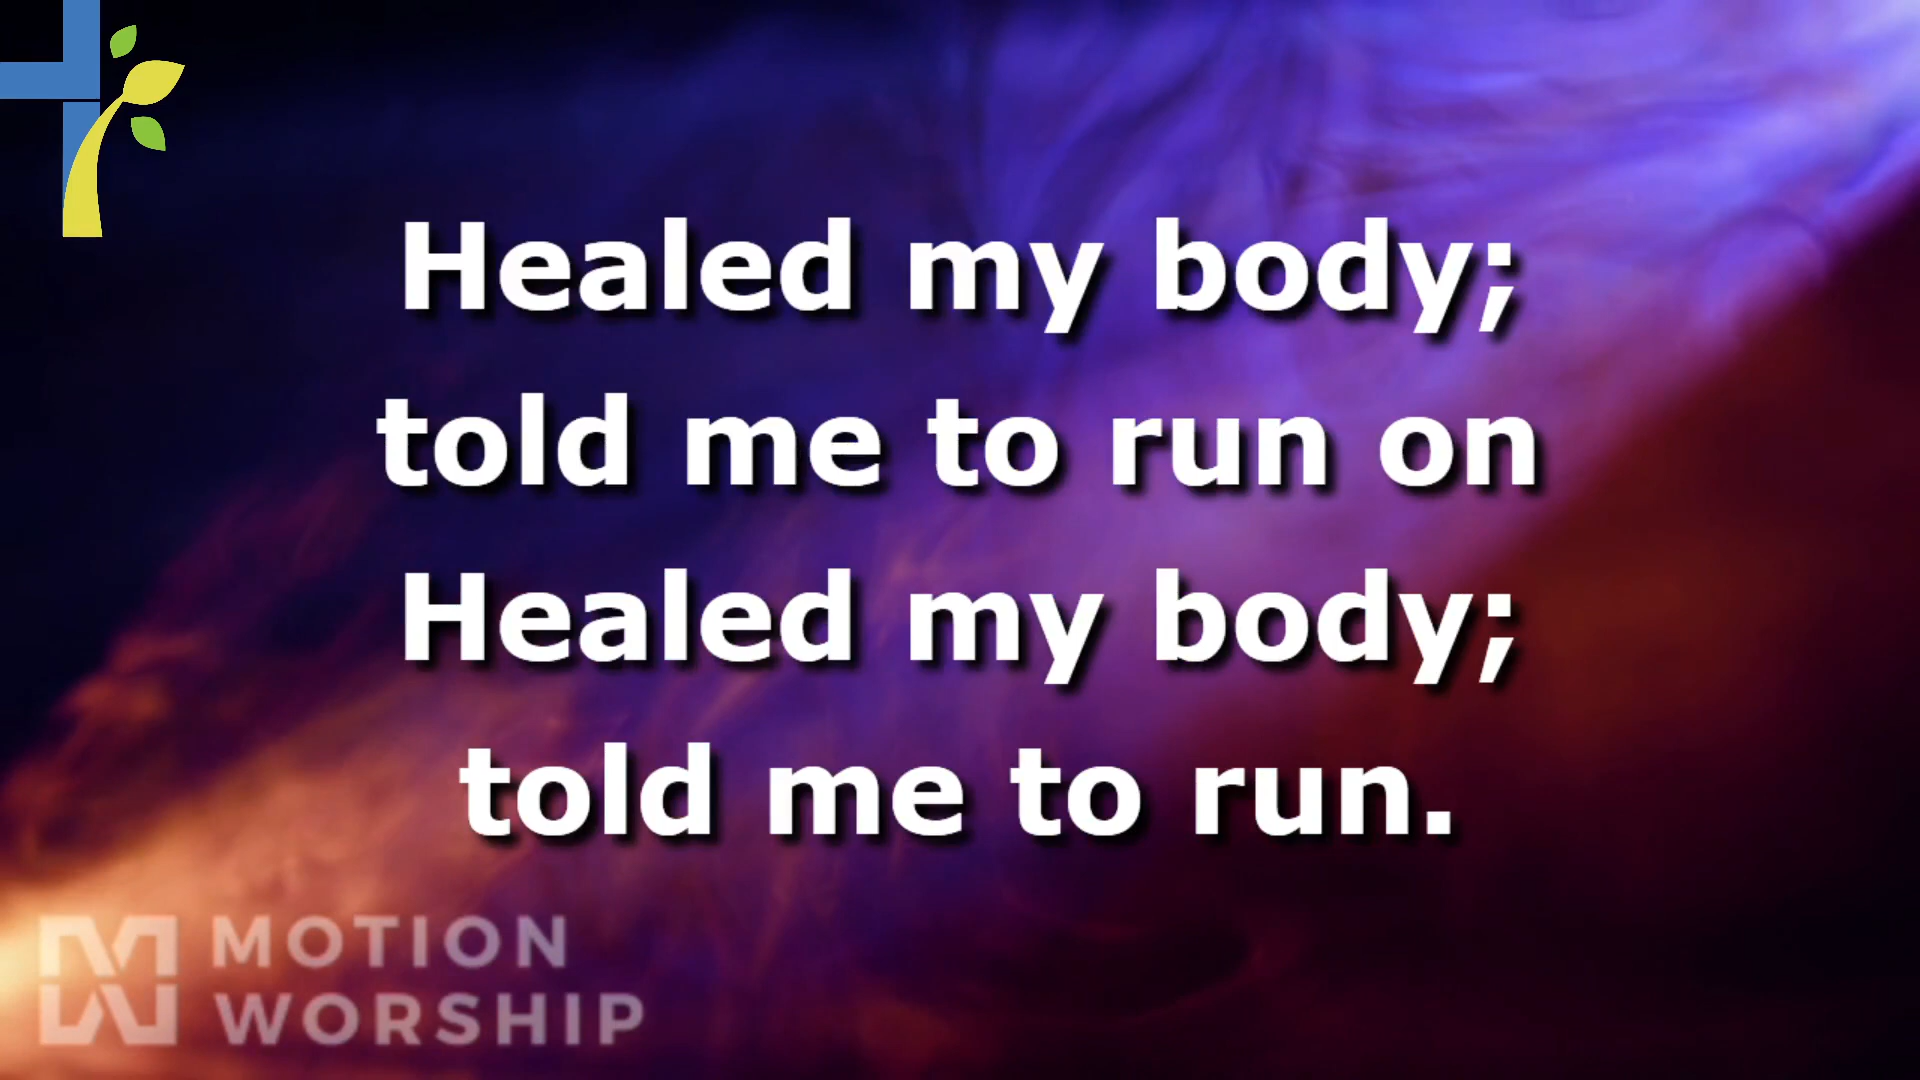 Healed my body;
told me to run on
Healed my body;
told me to run.
MOTION
WORSHIP